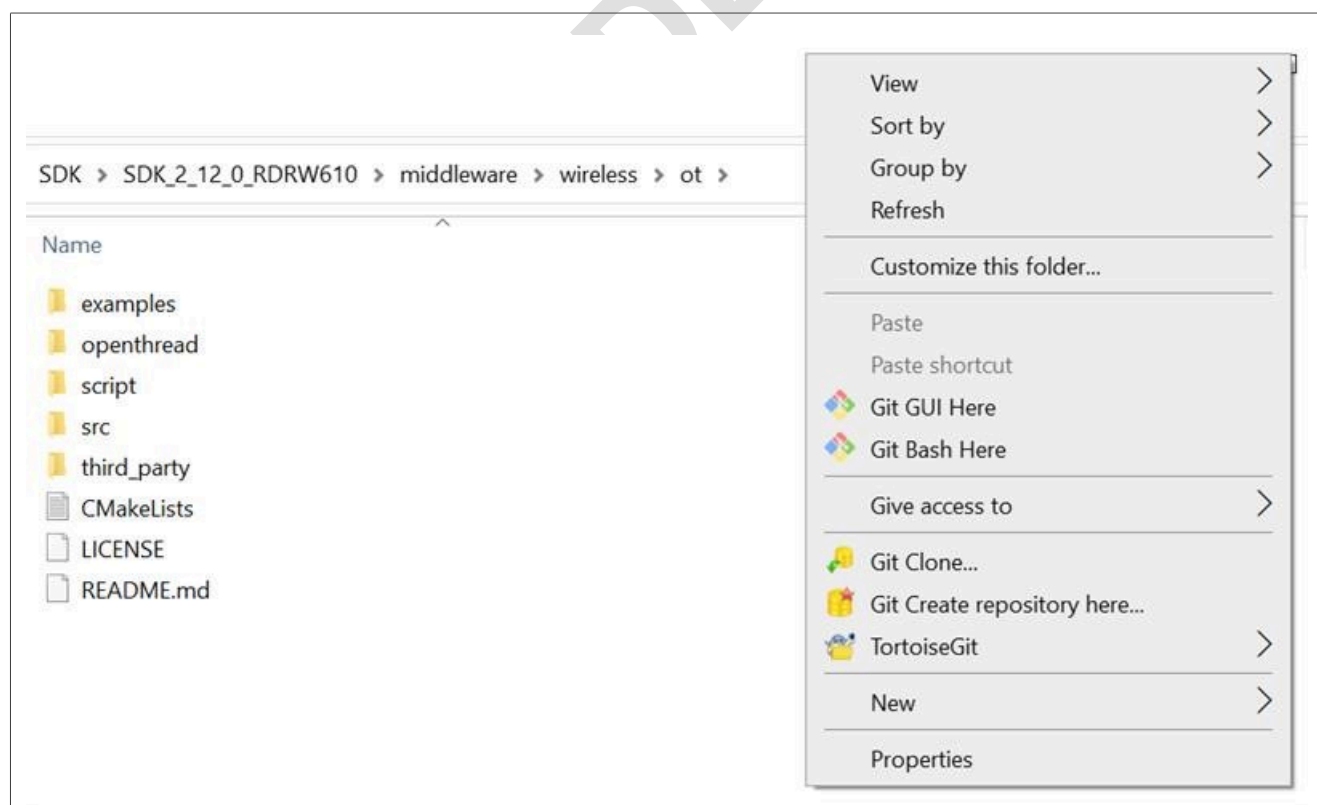 SDK > SDK_2_12_0_RDRW610 > middleware > wireless > ot >
Name
examples
openthread
script
src
third_party
CMakeLists
LICENSE
README.md
View
Sort by
Group by
Refresh
Customize this folder...
Paste
Paste shortcut
Git GUI Here
Git Bash Here
Give access to
Git Clone...
Git Create repository here...
TortoiseGit
New
Properties